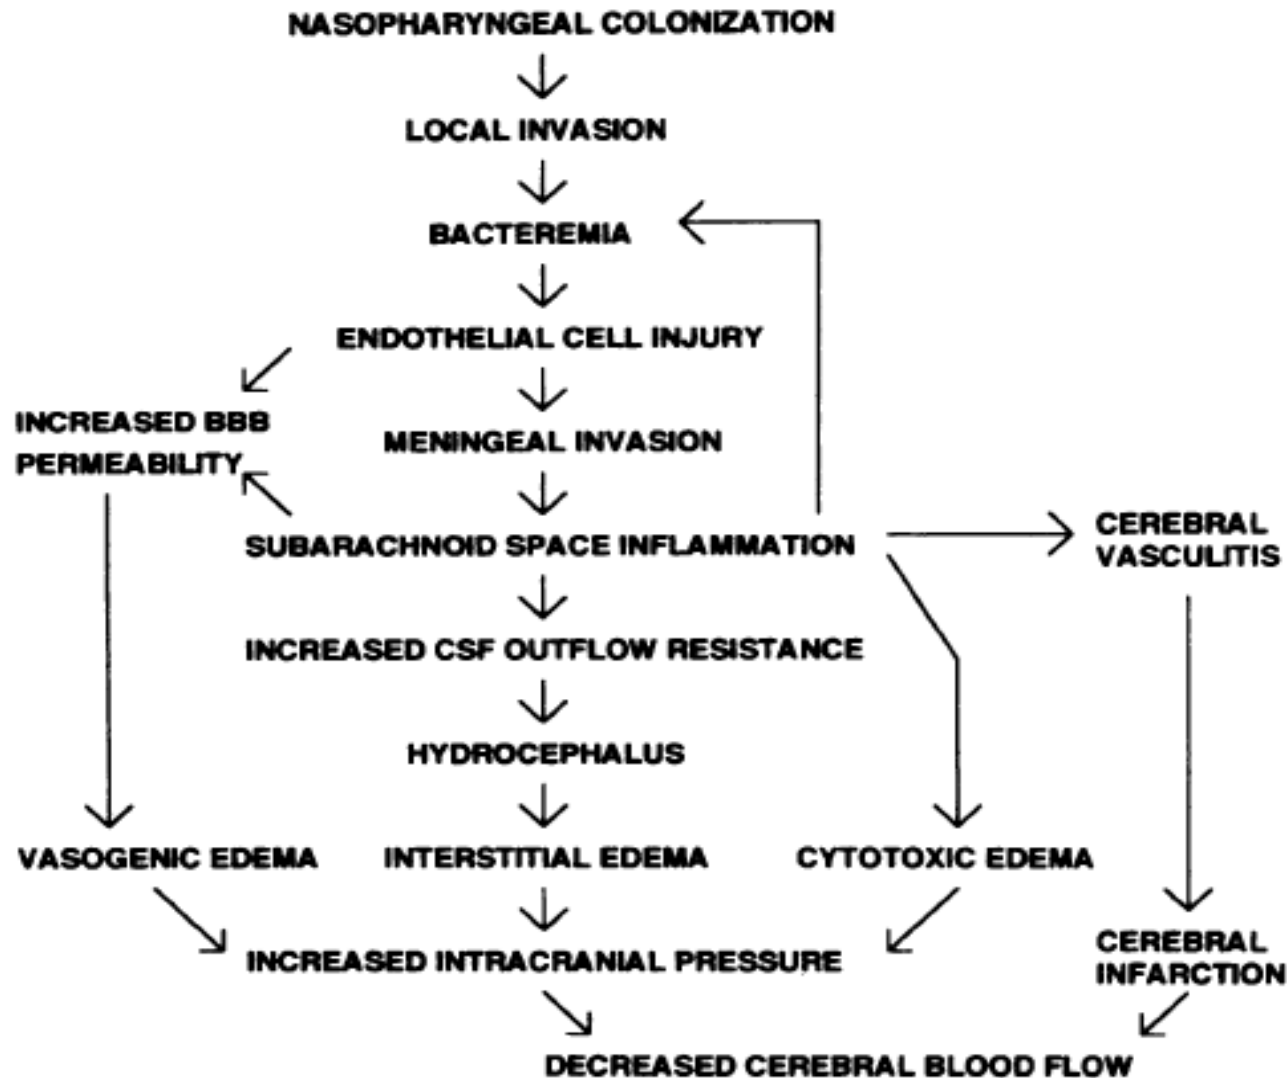 NASOPHARYNGEAL COLONIZATION
LOCAL INVASION
BACTEREMIA
ENDOTHELIAL CELL INJURY
INCREASED BBB
PERMEABILITY
MENINGEAL INVASION
SUBARACHNOID SPACE INFLAMMATION
CEREBRAL
VASCULITIS
INCREASED CSF OUTFLOW RESISTANCE
HYDROCEPHALUS
VASOGENIC EDEMA
INTERSTITIAL EDEMA
CYTOTOXIC EDEMA
INCREASED INTRACRANIAL PRESSURE
CEREBRAL
INFARCTION
DECREASED CEREBRAL BLOOD FLOW